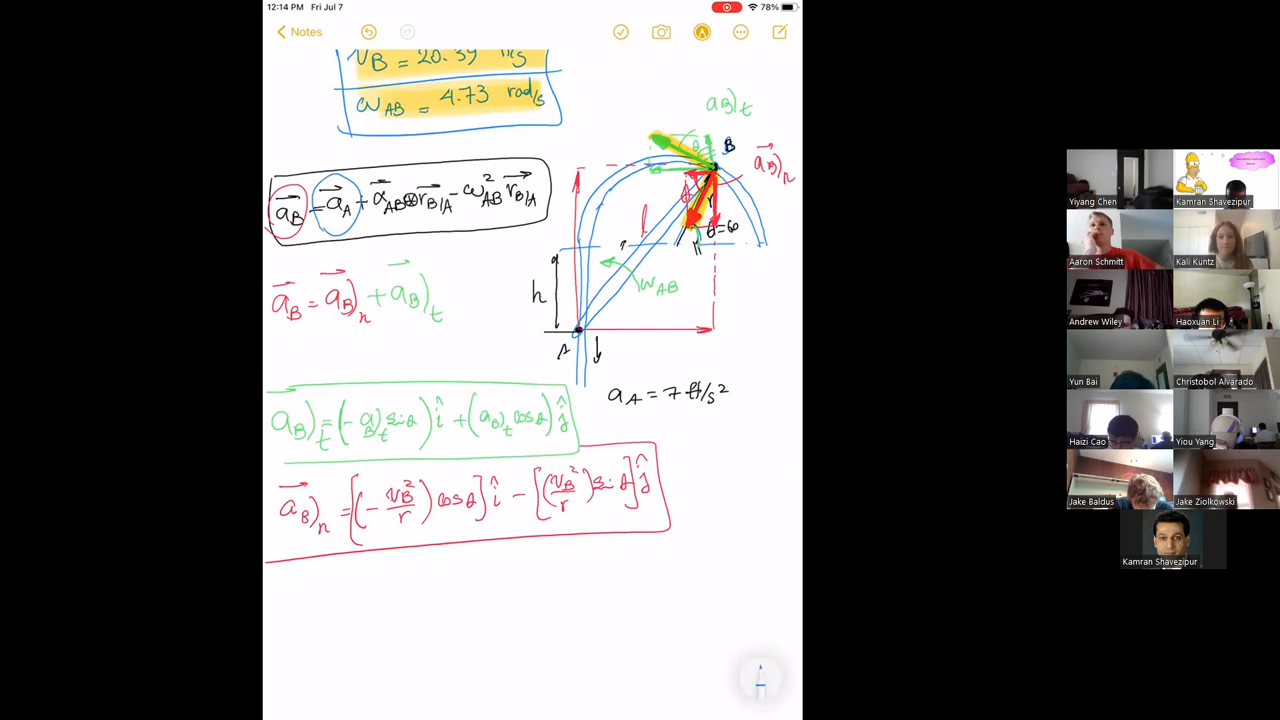 12:14 PM Fri Jul 7
78%
Notes
v_B = 20.39 in/s
ω_AB = 4.73 rad/s
a_B)_t
B
a_B = a_A + α_AB ⊗ r_B/A - ω²_AB r_B/A
a_B)_n
θ
r
l
θ=60
a_B = a_B)_n + a_B)_t
h
ω_AB
A
a_A = 7 ft/s²
a_B)_t = (- a_B)_t sin θ) î + (a_B)_t cos θ) ĵ
a_B)_n = [(- v_B²/r) cos θ] î - [(v_B²/r) sin θ] ĵ
Yiyang Chen
Kamran Shavezipur
Aaron Schmitt
Kali Kuntz
Andrew Wiley
Haoxuan Li
Yun Bai
Christobol Alvarado
Haizi Cao
Yiou Yang
Jake Baldus
Jake Ziolkowski
Kamran Shavezipur